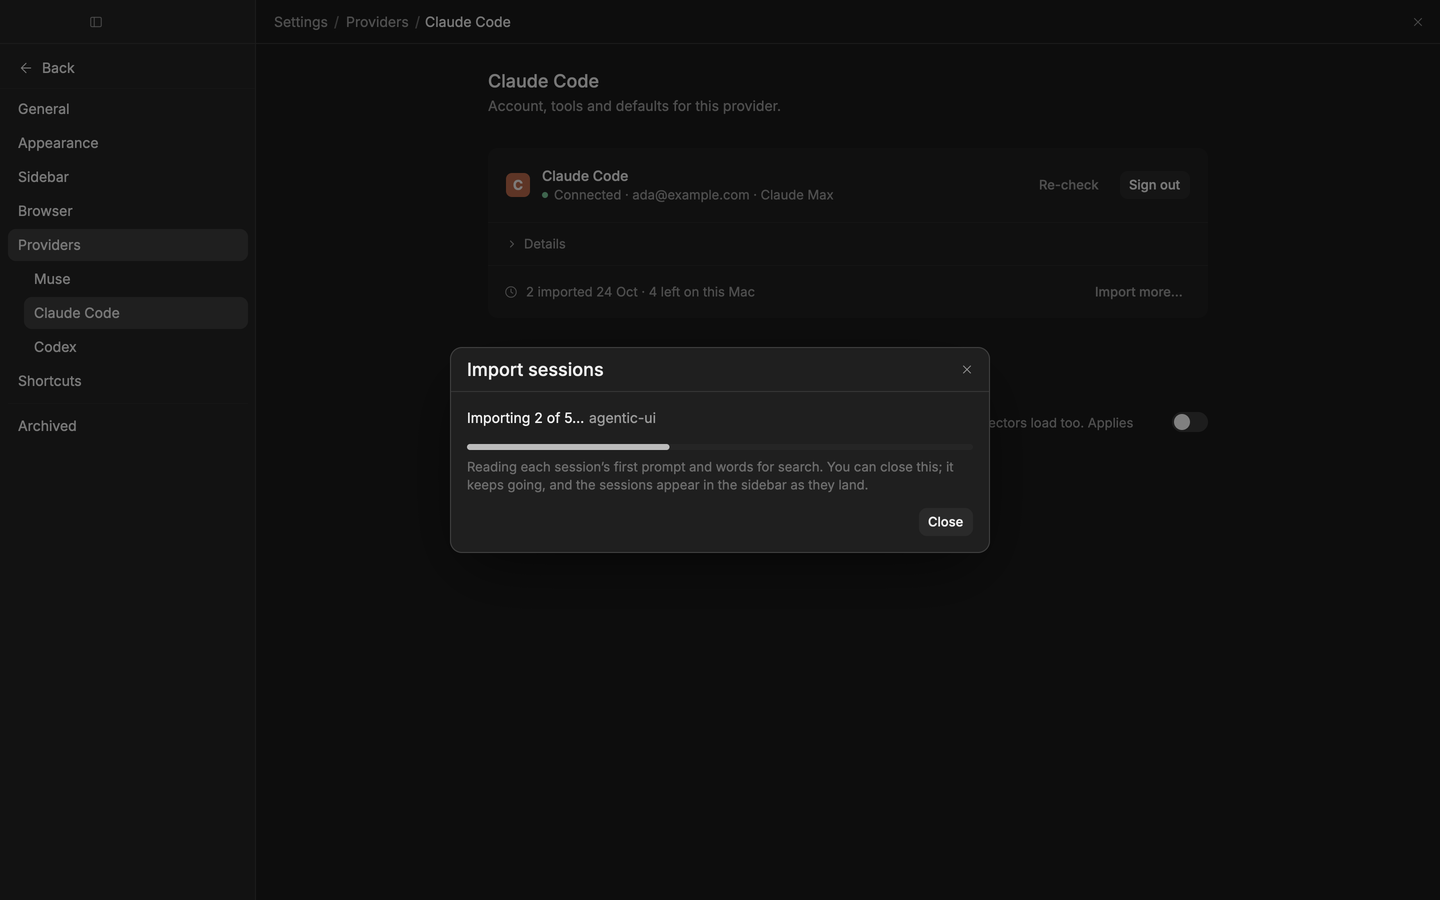 Settings / Providers / Claude Code
Back
General
Appearance
Sidebar
Browser
Providers
Muse
Claude Code
Codex
Shortcuts
Archived
Claude Code
Account, tools and defaults for this provider.
C
Claude Code
Connected · ada@example.com · Claude Max
Re-check
Sign out
Details
2 imported 24 Oct · 4 left on this Mac
Import more...
Import sessions
Importing 2 of 5... agentic-ui
Reading each session's first prompt and words for search. You can close this; it
keeps going, and the sessions appear in the sidebar as they land.
Close
ectors load too. Applies